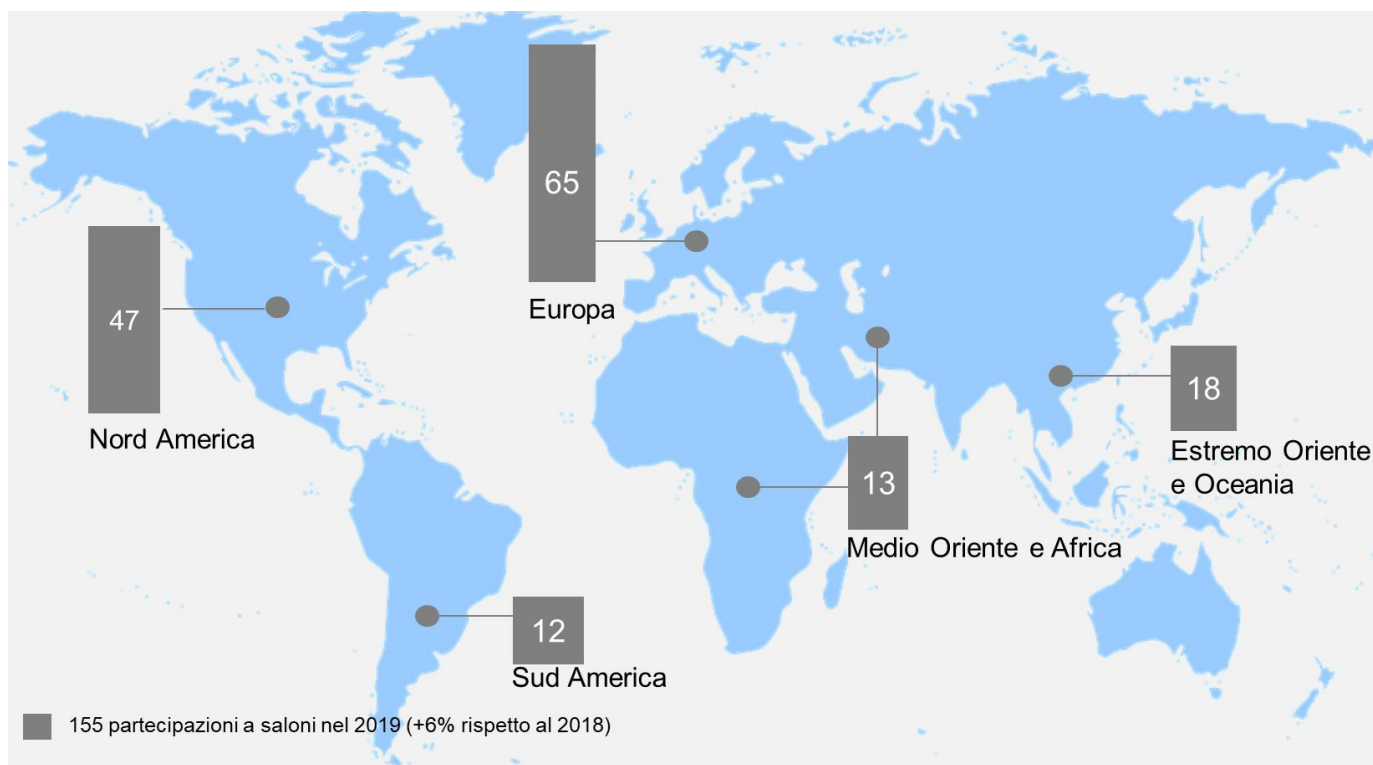 65
Europa
47
Nord America
18
Estremo Oriente
e Oceania
13
Medio Oriente e Africa
12
Sud America
155 partecipazioni a saloni nel 2019 (+6% rispetto al 2018)